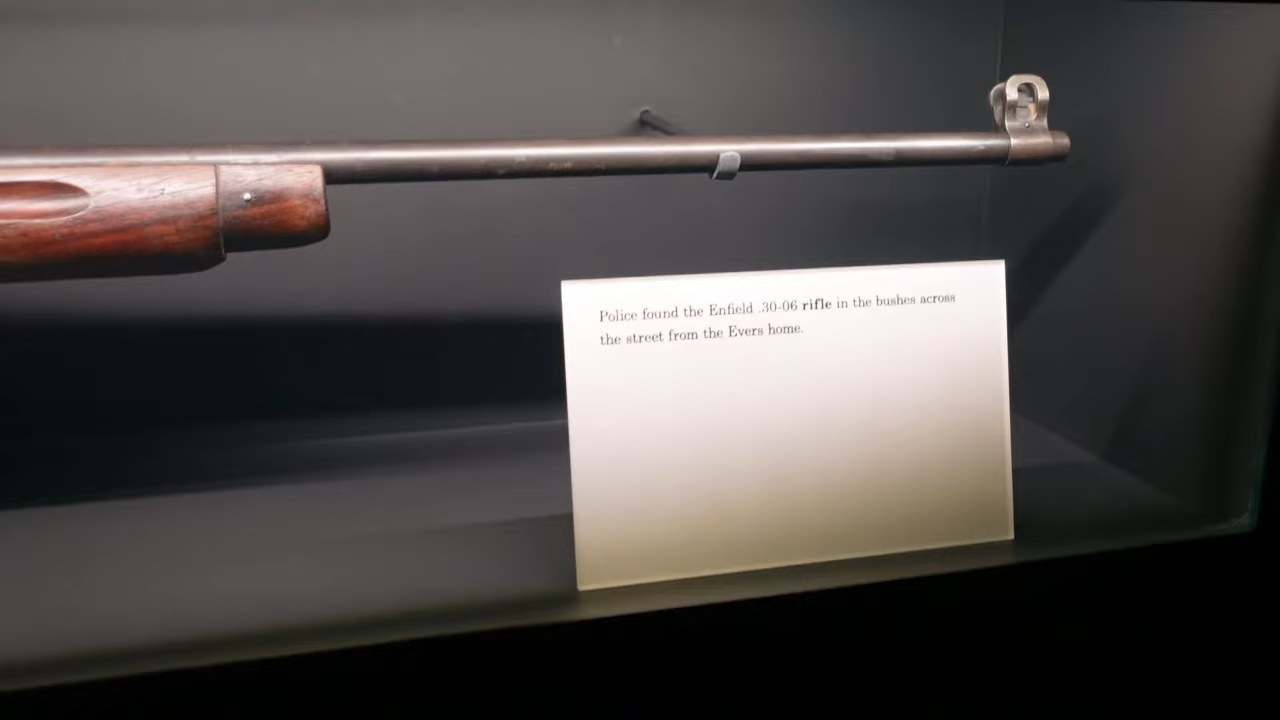 Police found the Enfield .30-06 rifle in the bushes across
the street from the Evers home.